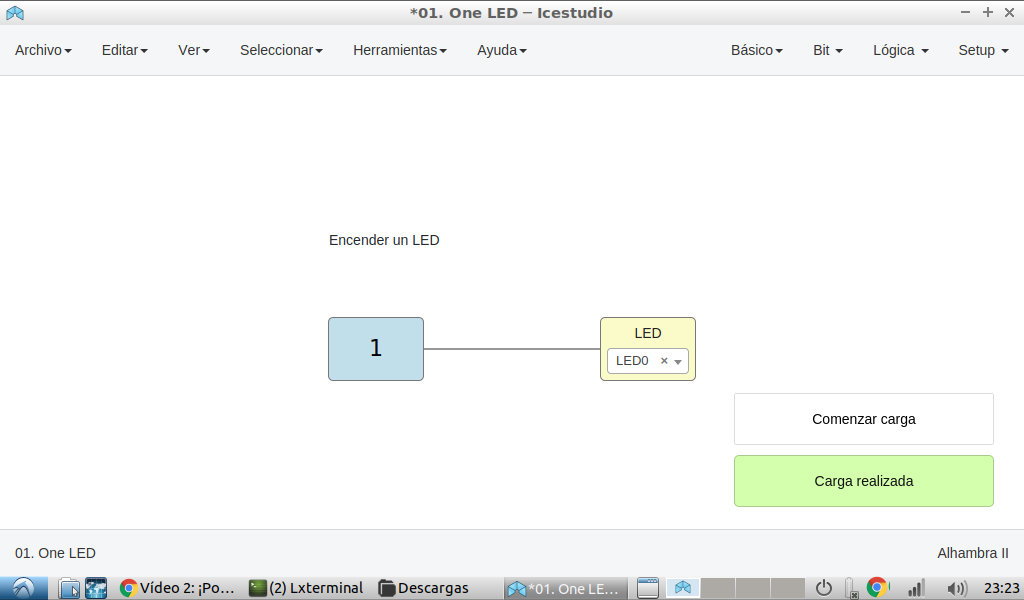 *01. One LED – Icestudio
Archivo Editar Ver Seleccionar Herramientas Ayuda Básico Bit Lógica Setup
Encender un LED
1
LED
LED0
Comenzar carga
Carga realizada
01. One LED Alhambra II
Vídeo 2: ¡Po... (2) Lxterminal Descargas *01. One LE... 23:23